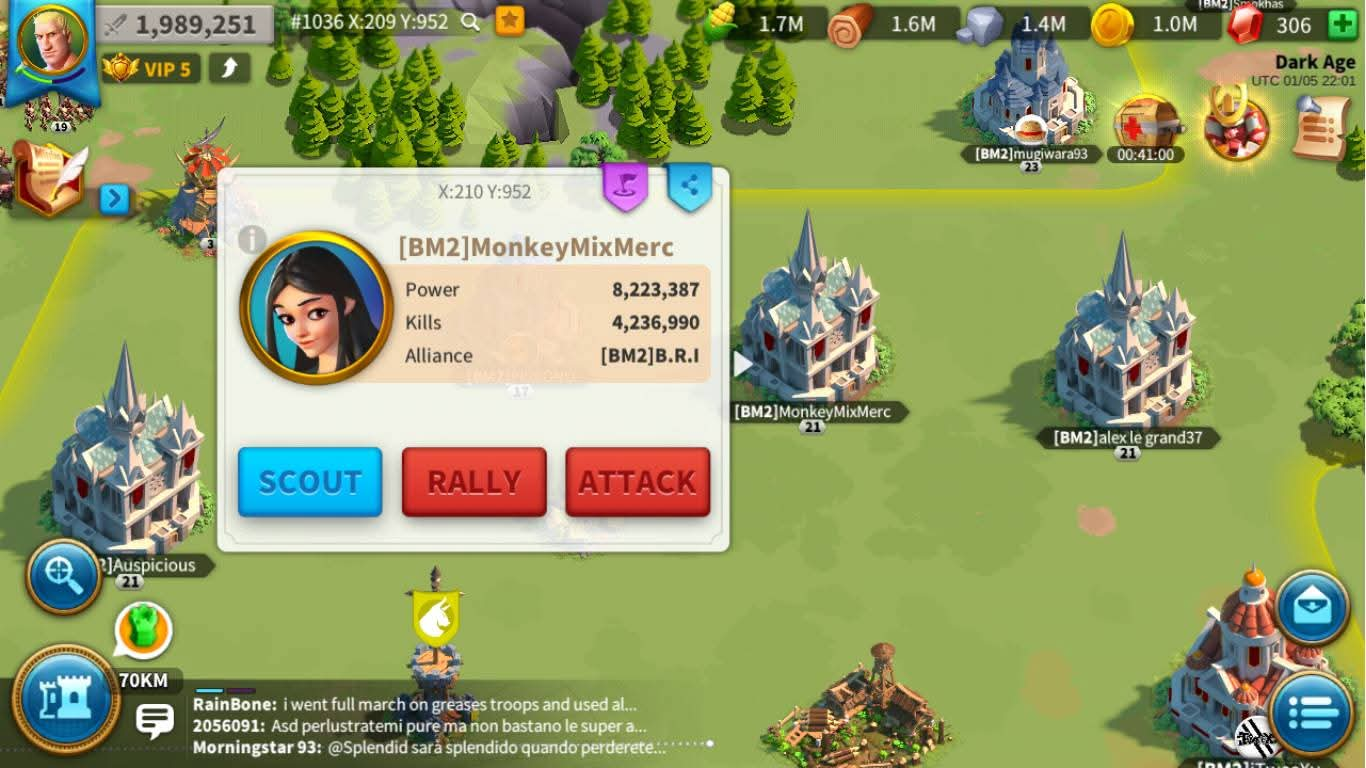 [BM2]Smokhas
1,989,251
#1036 X:209 Y:952
1.7M
1.6M
1.4M
1.0M
306
VIP 5
Dark Age
UTC 01/05 22:01
19
[BM2]mugiwara93
23
00:41:00
3
X:210 Y:952
[BM2]MonkeyMixMerc
Power 8,223,387
Kills 4,236,990
Alliance [BM2]B.R.I
17
SCOUT
RALLY
ATTACK
[BM2]MonkeyMixMerc
21
[BM2]alex le grand37
21
2]Auspicious
21
70KM
RainBone: i went full march on greases troops and used al...
2056091: Asd perlustratemi pure ma non bastano le super a...
Morningstar 93: @Splendid sarà splendido quando perderete...